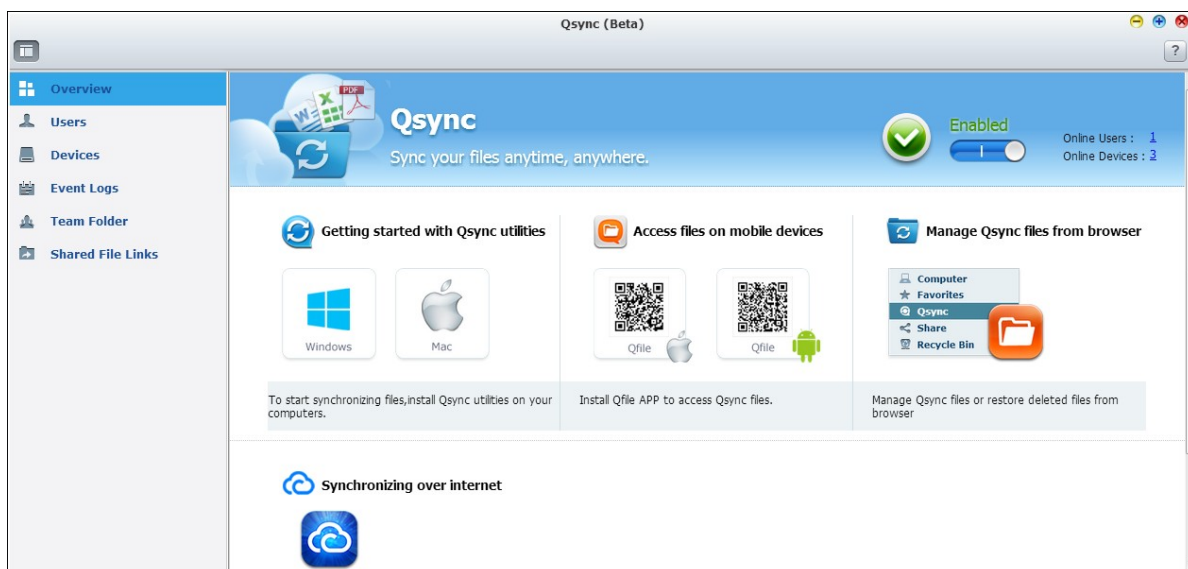 Qsync (Beta)
?
Overview
Users
Devices
Event Logs
Team Folder
Shared File Links
PDF
W
X
Qsync
Sync your files anytime, anywhere.
Enabled
Online Users : 1
Online Devices : 3
Getting started with Qsync utilities
Windows
Mac
To start synchronizing files,install Qsync utilities on your
computers.
Access files on mobile devices
Qfile
Qfile
Install Qfile APP to access Qsync files.
Manage Qsync files from browser
Computer
Favorites
Qsync
Share
Recycle Bin
Manage Qsync files or restore deleted files from
browser
Synchronizing over internet